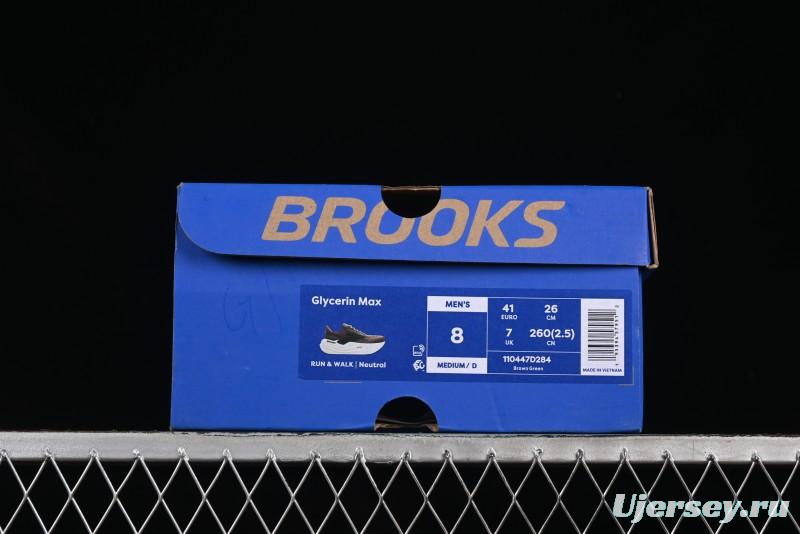 BROOKS
Glycerin Max
RUN & WALK | Neutral
MEN'S
8
MEDIUM / D
41
EURO
26
CM
7
UK
260(2.5)
CN
110447D284
Brown Green
MADE IN VIETNAM
Ujersey.ru